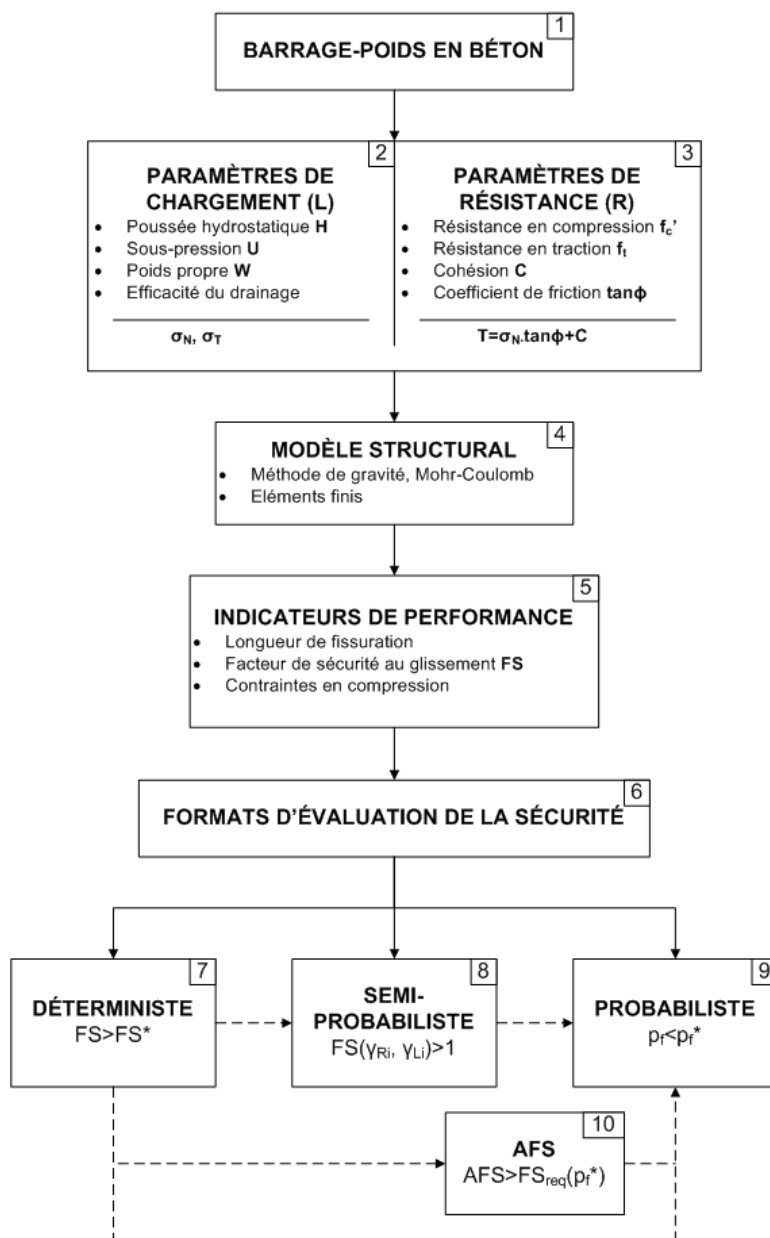 1
BARRAGE-POIDS EN BÉTON
2
PARAMÈTRES DE
CHARGEMENT (L)
• Poussée hydrostatique H
• Sous-pression U
• Poids propre W
• Efficacité du drainage
σN, σT
3
PARAMÈTRES DE
RÉSISTANCE (R)
• Résistance en compression fc'
• Résistance en traction ft
• Cohésion C
• Coefficient de friction tanϕ
T=σN.tanϕ+C
4
MODÈLE STRUCTURAL
• Méthode de gravité, Mohr-Coulomb
• Eléments finis
5
INDICATEURS DE PERFORMANCE
• Longueur de fissuration
• Facteur de sécurité au glissement FS
• Contraintes en compression
6
FORMATS D'ÉVALUATION DE LA SÉCURITÉ
7
DÉTERMINISTE
FS>FS*
8
SEMI-
PROBABILISTE
FS(γRi, γLi)>1
9
PROBABILISTE
pf<pf*
10
AFS
AFS>FSreq(pf*)